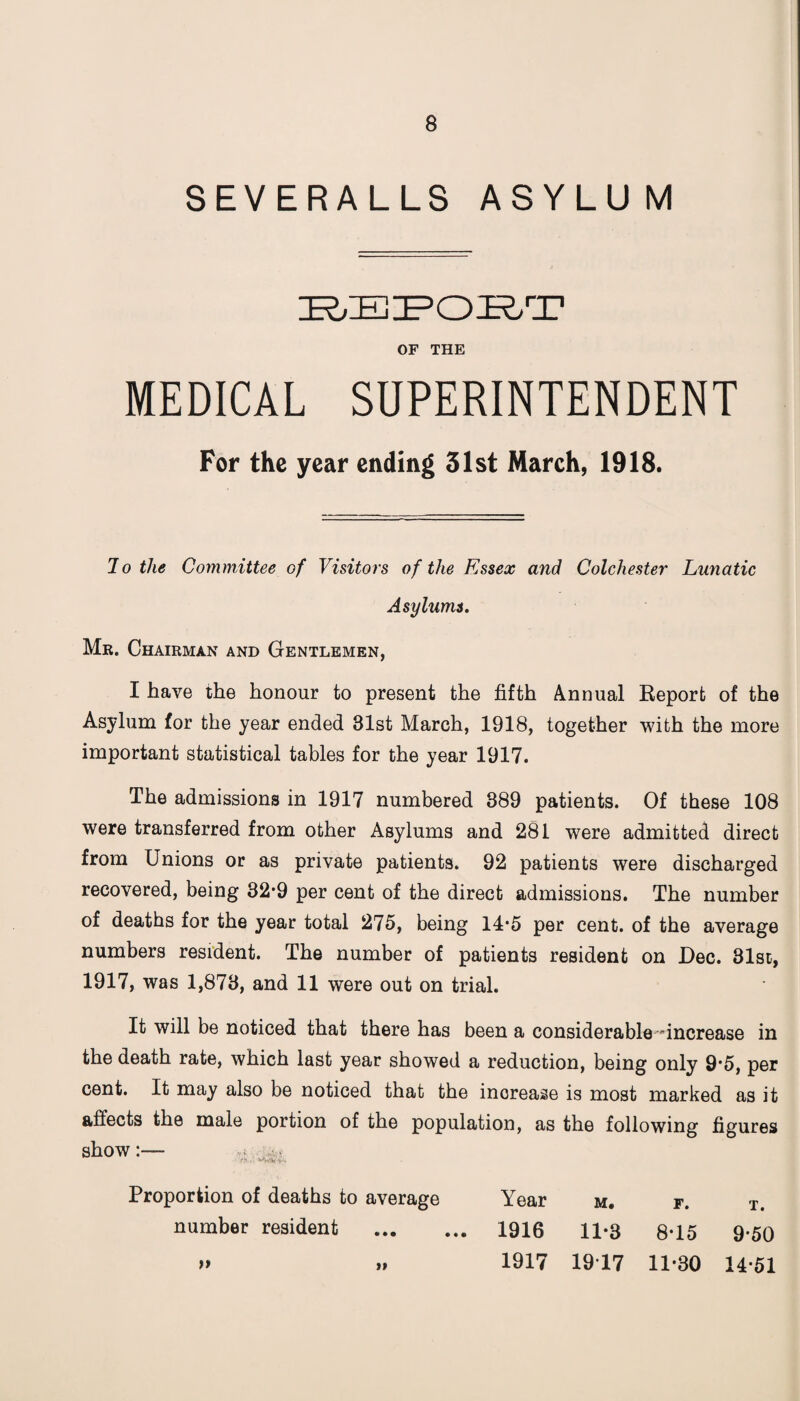 8
SEVERALLS ASYLUM
REPORT
OF THE
MEDICAL SUPERINTENDENT
For the year ending 31st March, 1918.
To the Committee of Visitors of the Essex and Colchester Lunatic
Asylums.
Mr. Chairman and Gentlemen,
I have the honour to present the fifth Annual Report of the
Asylum for the year ended 31st March, 1918, together with the more
important statistical tables for the year 1917.
The admissions in 1917 numbered 389 patients. Of these 108
were transferred from other Asylums and 281 were admitted direct
from Unions or as private patients. 92 patients were discharged
recovered, being 32·9 per cent of the direct admissions. The number
of deaths for the year total 275, being 14·5 per cent. of the average
numbers resident. The number of patients resident on Dec. 31st,
1917, was 1,873, and 11 were out on trial.
It will be noticed that there has been a considerable increase in
the death rate, which last year showed a reduction, being only 9·5, per
cent. It may also be noticed that the increase is most marked as it
affects the male portion of the population, as the following figures
show:—
Proportion of deaths to average Year M. F. T.
number resident ... ... 1916 11·3 8·15 9·50
„ „ 1917 19·17 11·30 14·51